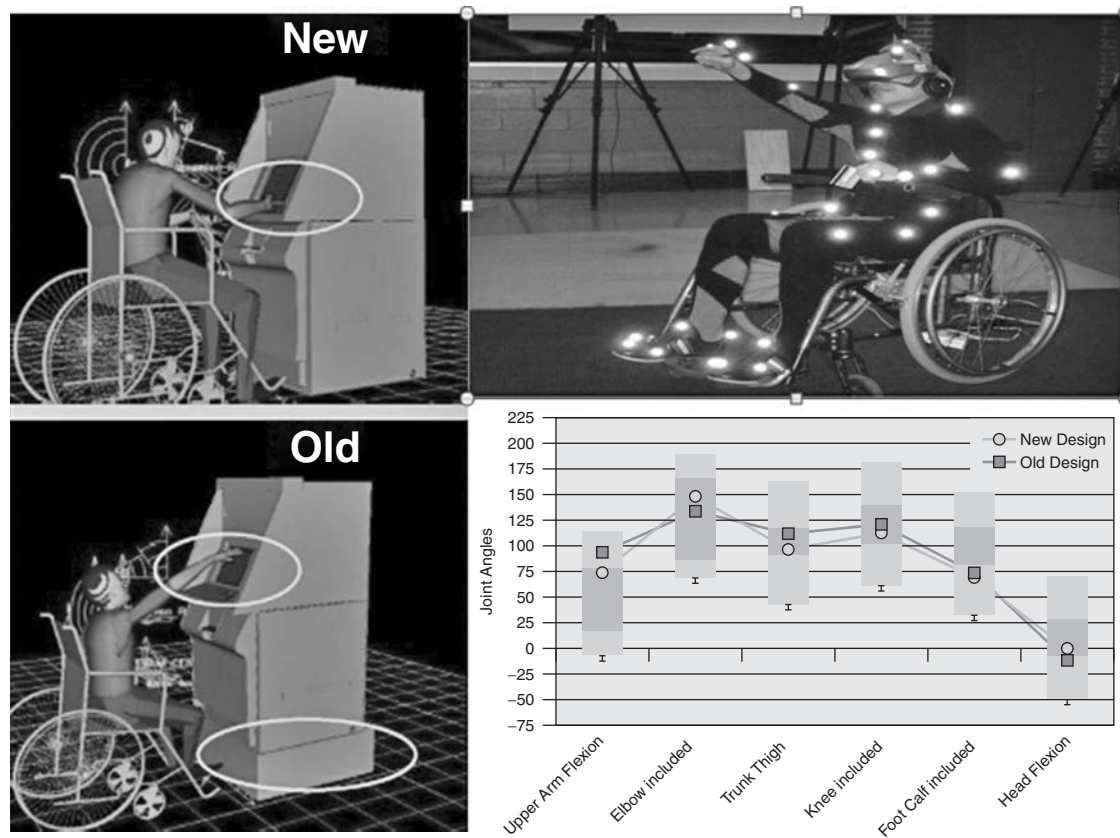 New
Old
225
200
175
150
125
100
75
50
25
0
−25
−50
−75
Joint Angles
New Design
Old Design
Upper Arm Flexion
Elbow included
Trunk Thigh
Knee included
Foot Calf included
Head Flexion